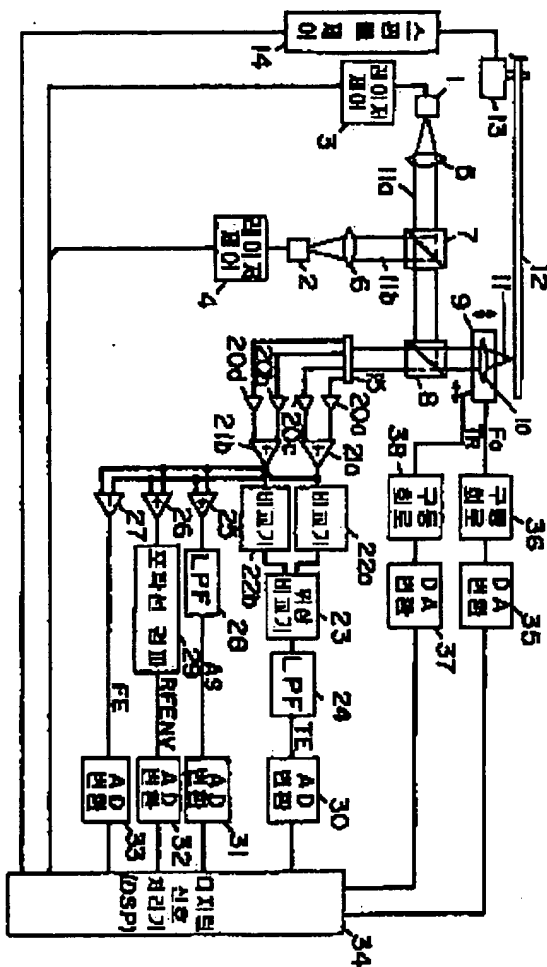 12
13
스핀들
제어
14
11
9
10
Fo
TR
구동
회로
36
DA
변환
35
구동
회로
38
DA
변환
37
1
레이저
제어
3
5
11a
7
8
11b
6
2
레이저
제어
4
15
20a
20c
20b
20d
21a
21b
비교기
22a
비교기
22b
위상
비교기
23
LPF
24
TE
AD
변환
30
25
LPF
28
AS
AD
변환
31
26
포락선 검파
29
RFENV
AD
변환
32
27
FE
AD
변환
33
디지털
신호
처리기
(DSP)
34